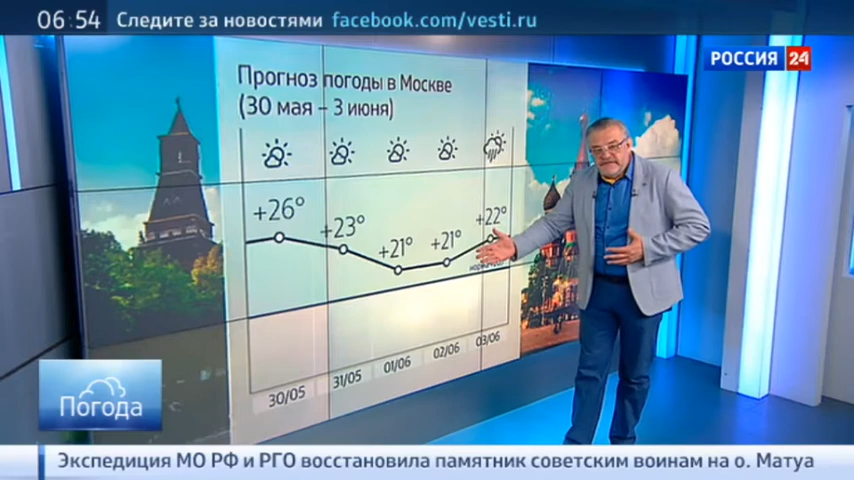 06:54 Следите за новостями facebook.com/vesti.ru
РОССИЯ 24
Прогноз погоды в Москве
(30 мая – 3 июня)
+26° +23° +21° +21° +22°
30/05 31/05 01/06 02/06 03/06
Погода
Экспедиция МО РФ и РГО восстановила памятник советским воинам на о. Матуа